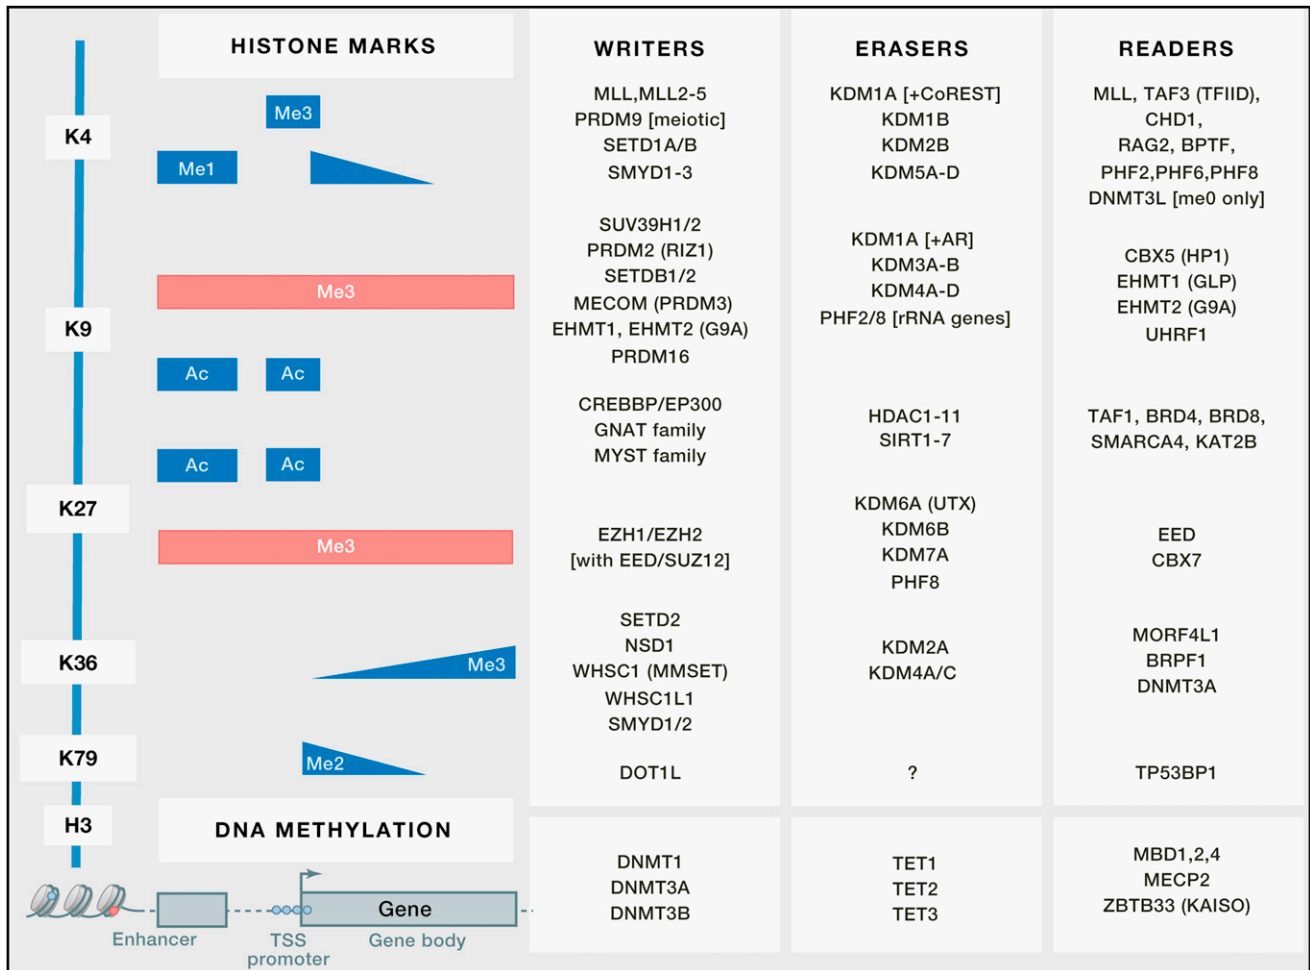 HISTONE MARKS
WRITERS
ERASERS
READERS
K4
Me3
Me1
MLL,MLL2-5
PRDM9 [meiotic]
SETD1A/B
SMYD1-3
KDM1A [+CoREST]
KDM1B
KDM2B
KDM5A-D
MLL, TAF3 (TFIID),
CHD1,
RAG2, BPTF,
PHF2,PHF6,PHF8
DNMT3L [me0 only]
K9
Me3
SUV39H1/2
PRDM2 (RIZ1)
SETDB1/2
MECOM (PRDM3)
EHMT1, EHMT2 (G9A)
PRDM16
KDM1A [+AR]
KDM3A-B
KDM4A-D
PHF2/8 [rRNA genes]
CBX5 (HP1)
EHMT1 (GLP)
EHMT2 (G9A)
UHRF1
Ac
Ac
Ac
Ac
CREBBP/EP300
GNAT family
MYST family
HDAC1-11
SIRT1-7
TAF1, BRD4, BRD8,
SMARCA4, KAT2B
K27
Me3
EZH1/EZH2
[with EED/SUZ12]
KDM6A (UTX)
KDM6B
KDM7A
PHF8
EED
CBX7
K36
Me3
SETD2
NSD1
WHSC1 (MMSET)
WHSC1L1
SMYD1/2
KDM2A
KDM4A/C
MORF4L1
BRPF1
DNMT3A
K79
Me2
DOT1L
?
TP53BP1
H3
DNA METHYLATION
DNMT1
DNMT3A
DNMT3B
TET1
TET2
TET3
MBD1,2,4
MECP2
ZBTB33 (KAISO)
Gene
Enhancer
TSS
promoter
Gene body